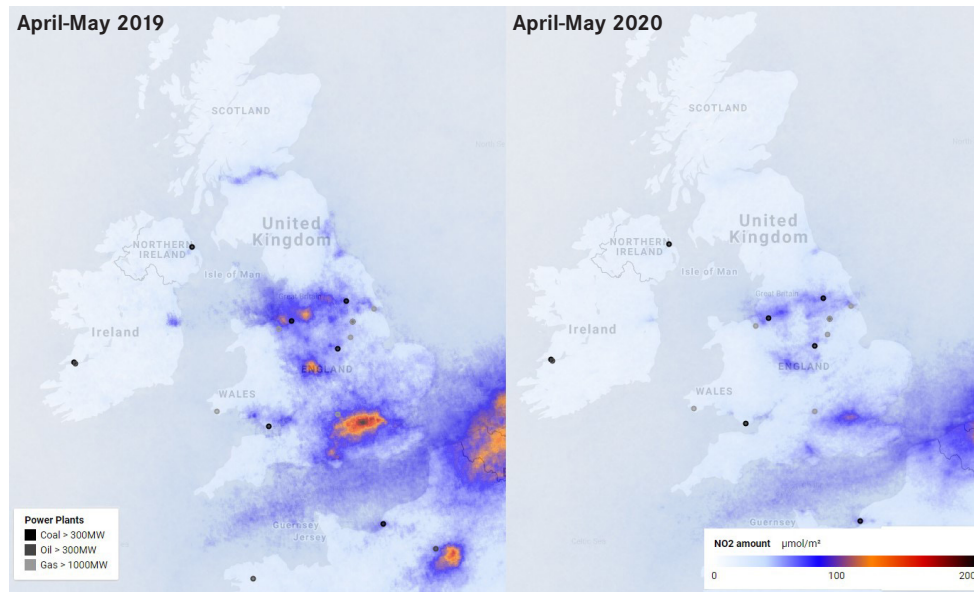 April-May 2019
SCOTLAND
United
Kingdom
NORTHERN
IRELAND
Isle of Man
Ireland
ENGLAND
WALES
Guernsey
Jersey
Power Plants
Coal > 300MW
Oil > 300MW
Gas > 1000MW
April-May 2020
SCOTLAND
United
Kingdom
NORTHERN
IRELAND
Isle of Man
Great Britain
Ireland
ENGLAND
WALES
Guernsey
NO2 amount µmol/m²
0 100 200